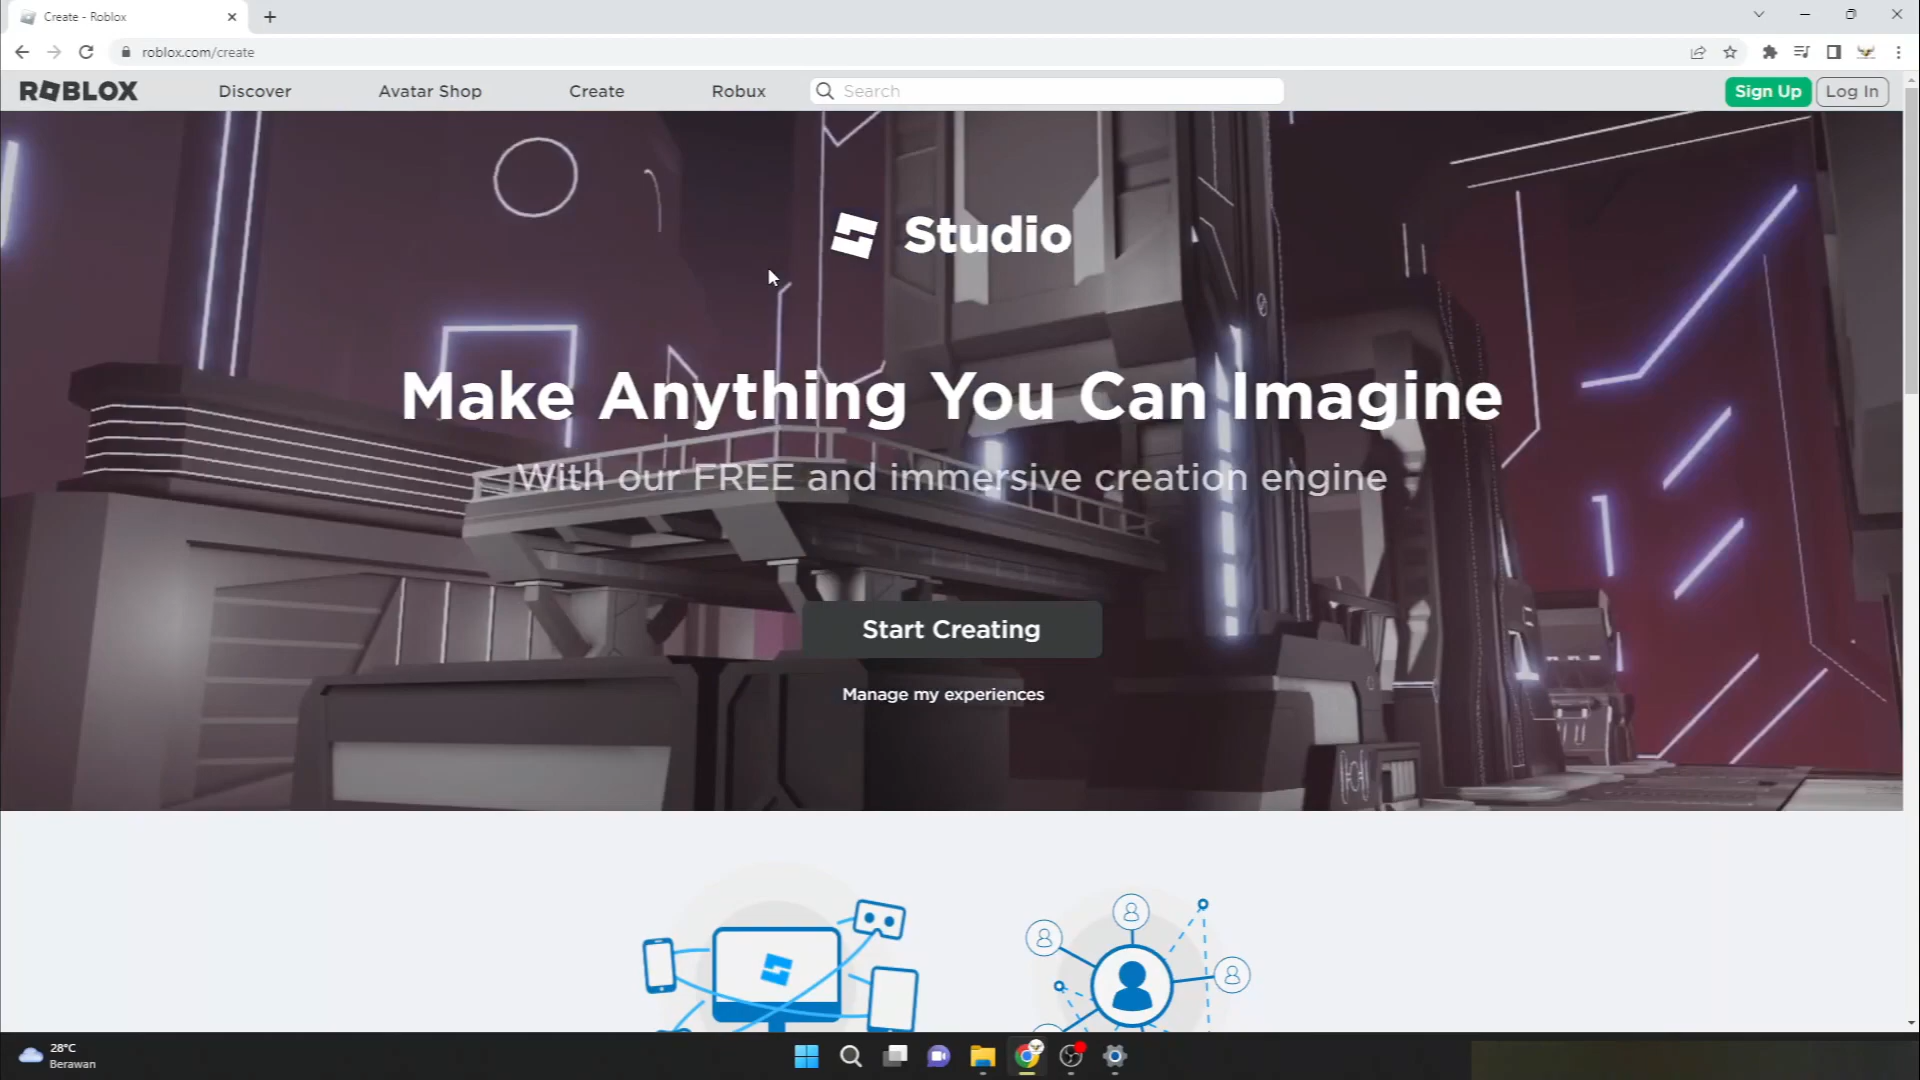 Create - Roblox
roblox.com/create
ROBLOX Discover Avatar Shop Create Robux Search Sign Up Log In
Studio
Make Anything You Can Imagine
With our FREE and immersive creation engine
Start Creating
Manage my experiences
28°C
Berawan